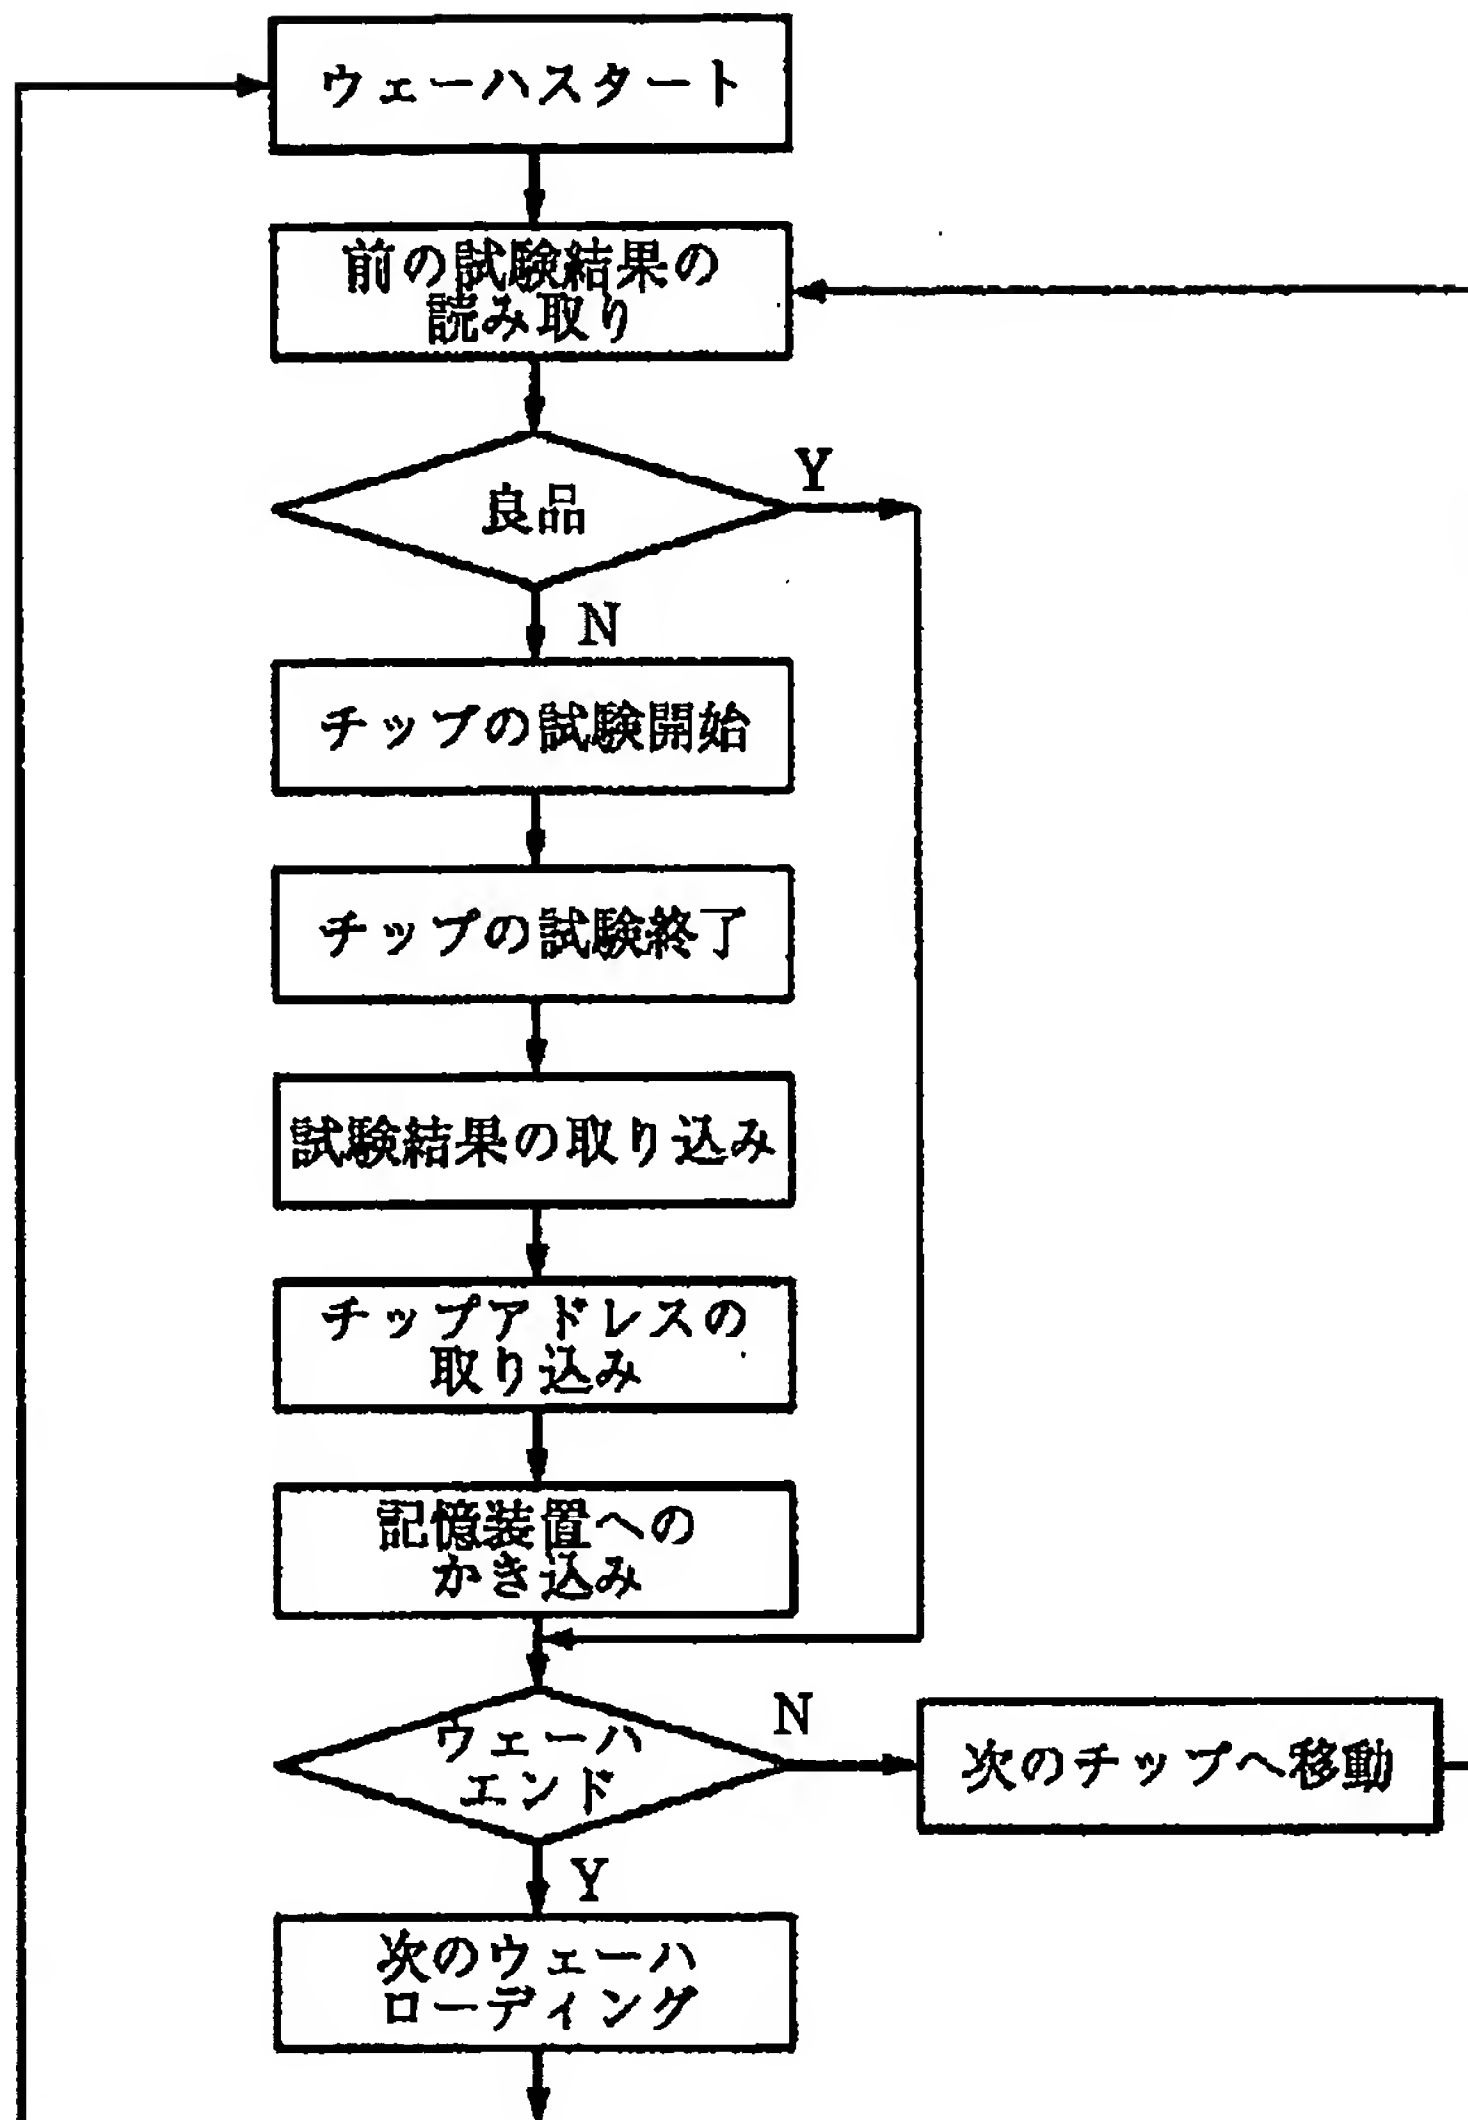 ウェーハスタート
前の試験結果の
読み取り
良品
Y
N
チップの試験開始
チップの試験終了
試験結果の取り込み
チップアドレスの
取り込み
記憶装置への
かき込み
ウェーハ
エンド
N
次のチップへ移動
Y
次のウェーハ
ローディング